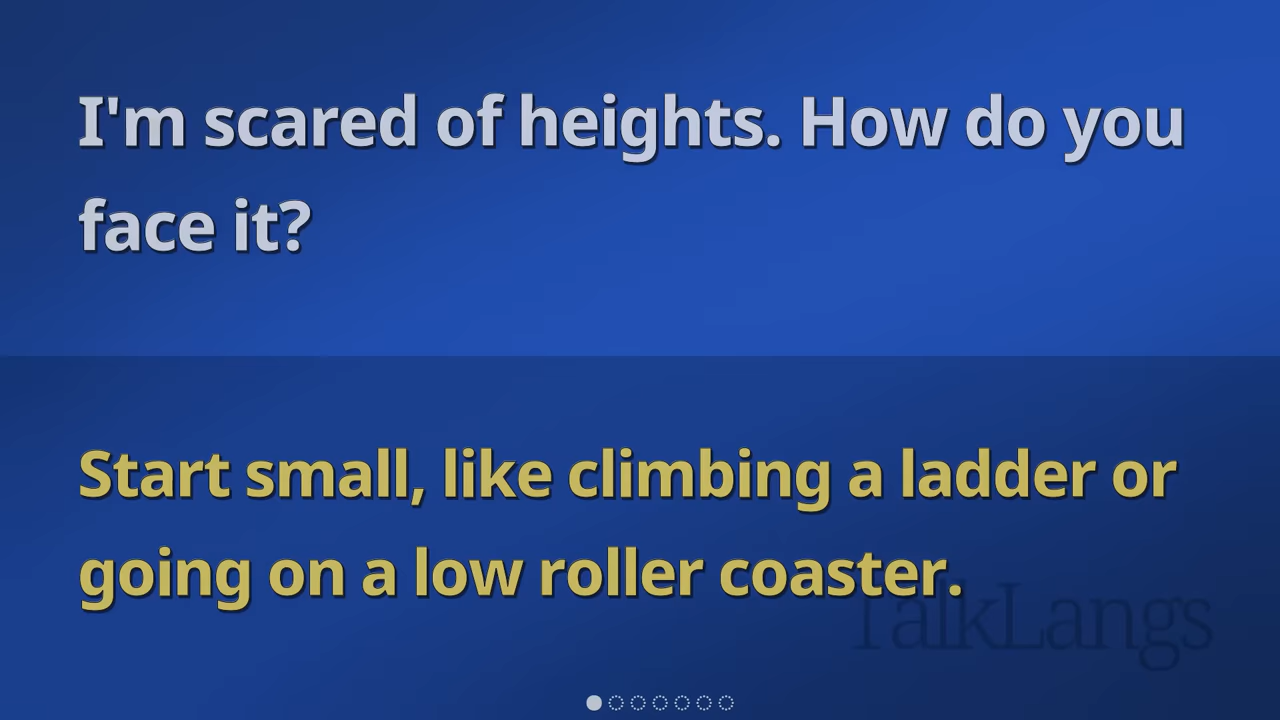 I'm scared of heights. How do you
face it?
Start small, like climbing a ladder or
going on a low roller coaster.
TalkLangs